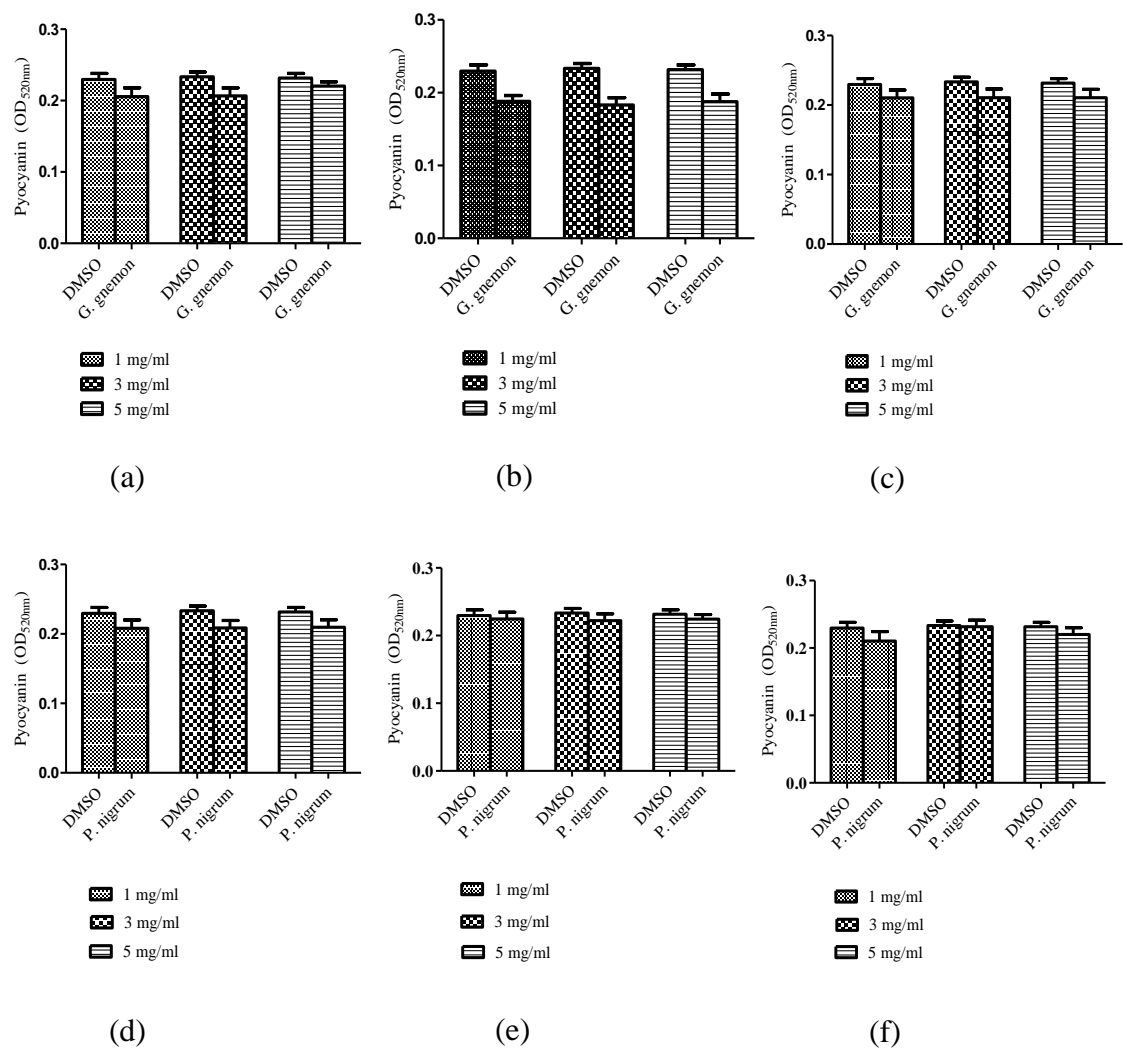 0.3
0.2
0.1
0.0
Pyocyanin (OD520nm)
DMSO
G. gnemon
DMSO
G. gnemon
DMSO
G. gnemon
1 mg/ml
3 mg/ml
5 mg/ml
(a)
0.3
0.2
0.1
0.0
Pyocyanin (OD520nm)
DMSO
G. gnemon
DMSO
G. gnemon
DMSO
G. gnemon
1 mg/ml
3 mg/ml
5 mg/ml
(b)
0.3
0.2
0.1
0.0
Pyocyanin (OD520nm)
DMSO
G. gnemon
DMSO
G. gnemon
DMSO
G. gnemon
1 mg/ml
3 mg/ml
5 mg/ml
(c)
0.3
0.2
0.1
0.0
Pyocyanin (OD520nm)
DMSO
P. nigrum
DMSO
P. nigrum
DMSO
P. nigrum
1 mg/ml
3 mg/ml
5 mg/ml
(d)
0.3
0.2
0.1
0.0
Pyocyanin (OD520nm)
DMSO
P. nigrum
DMSO
P. nigrum
DMSO
P. nigrum
1 mg/ml
3 mg/ml
5 mg/ml
(e)
0.3
0.2
0.1
0.0
Pyocyanin (OD520nm)
DMSO
P. nigrum
DMSO
P. nigrum
DMSO
P. nigrum
1 mg/ml
3 mg/ml
5 mg/ml
(f)